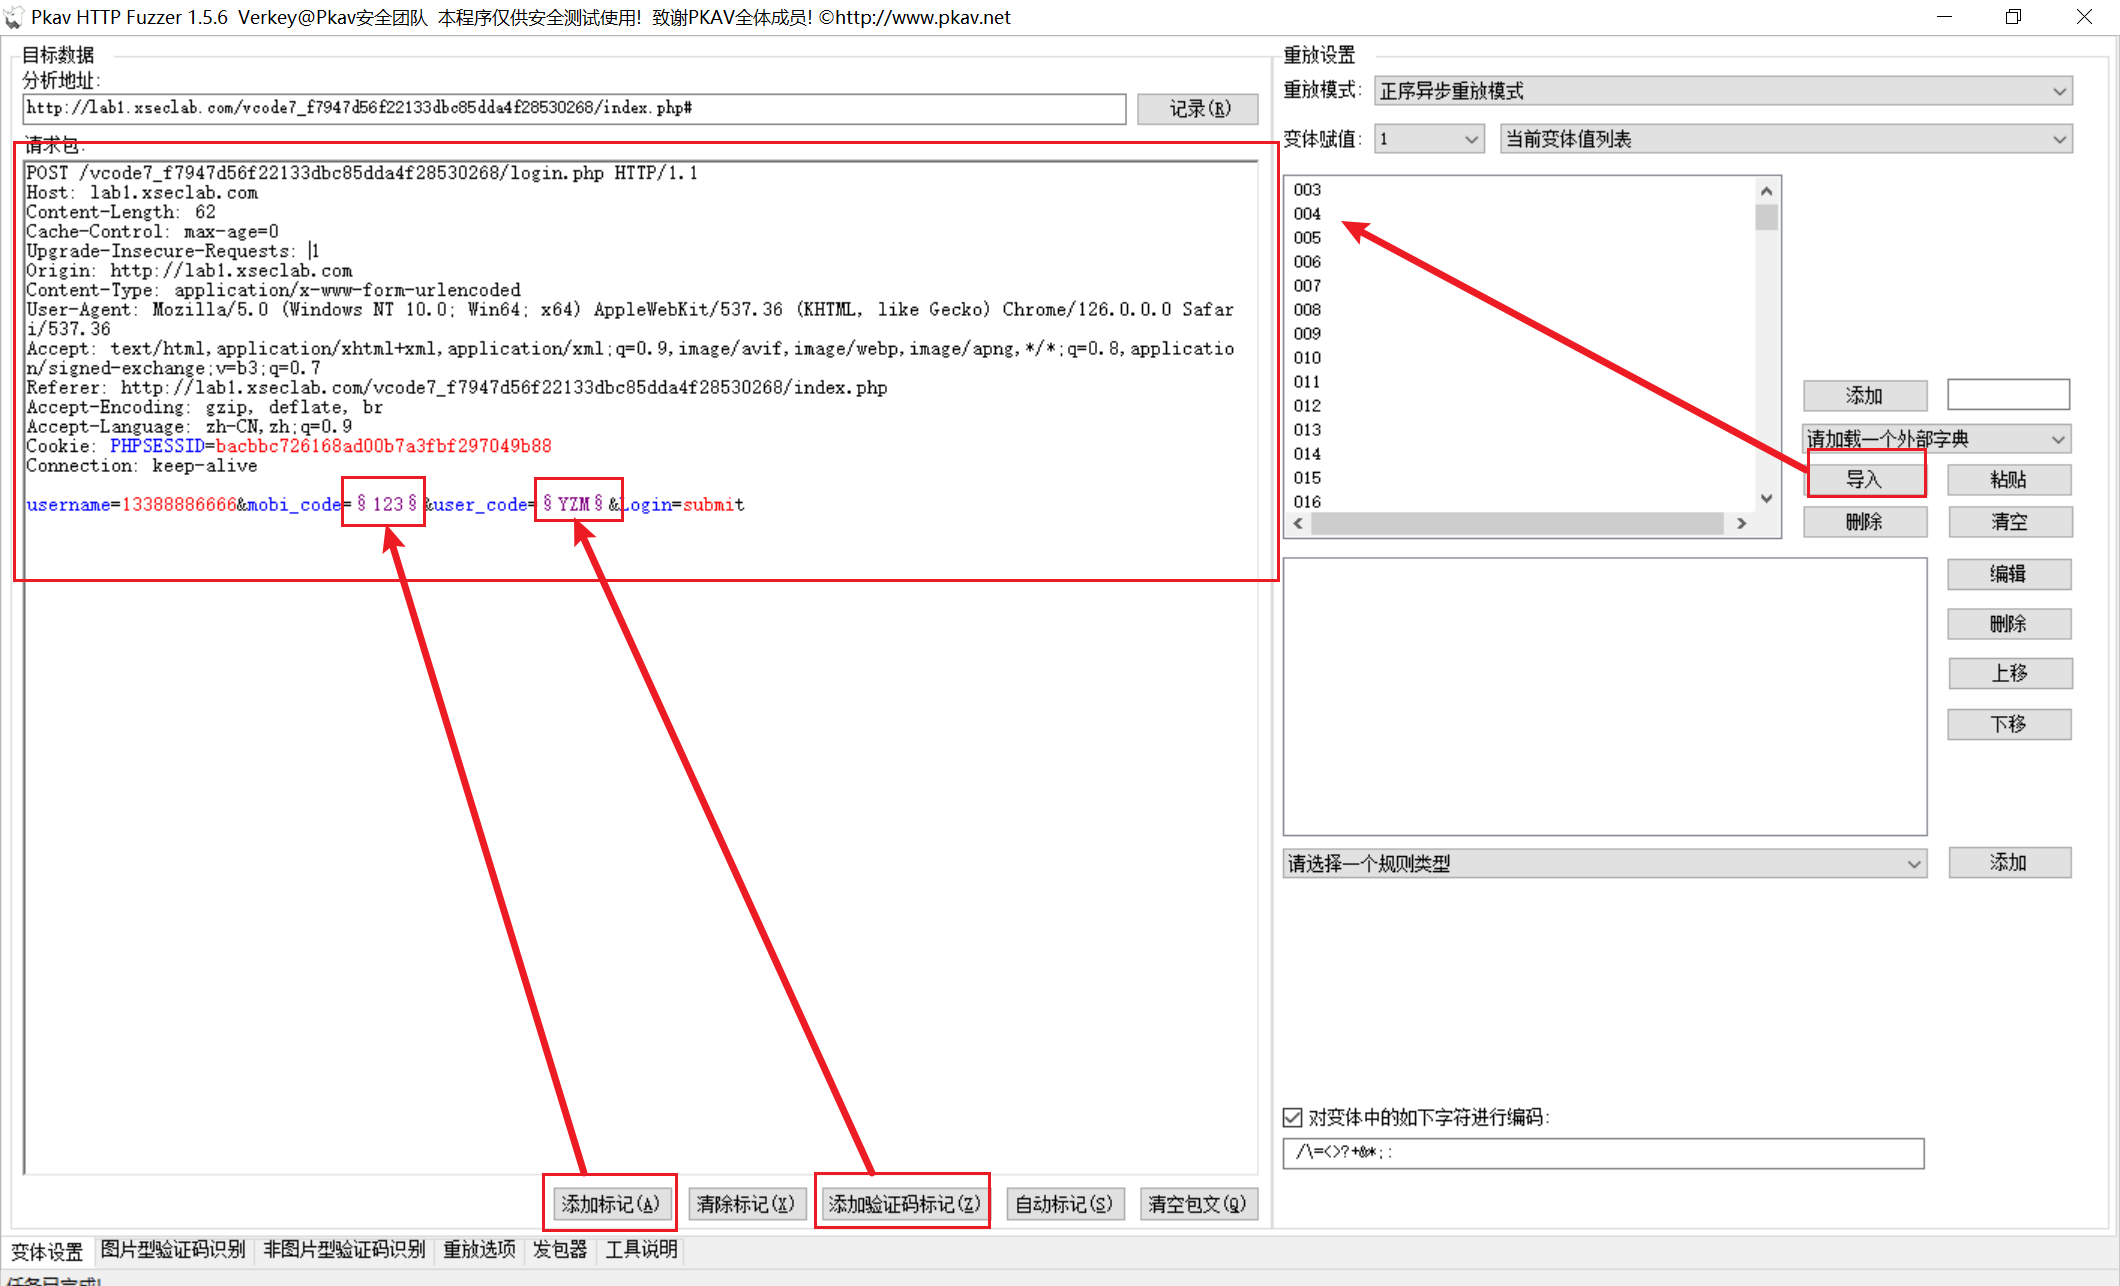 Pkav HTTP Fuzzer 1.5.6  Verkey@Pkav安全团队  本程序仅供安全测试使用!  致谢PKAV全体成员! ©http://www.pkav.net
目标数据
分析地址:
http://lab1.xseclab.com/vcode7_f7947d56f22133dbc85dda4f28530268/index.php#
记录(R)
请求包:
POST /vcode7_f7947d56f22133dbc85dda4f28530268/login.php HTTP/1.1
Host: lab1.xseclab.com
Content-Length: 62
Cache-Control: max-age=0
Upgrade-Insecure-Requests: 1
Origin: http://lab1.xseclab.com
Content-Type: application/x-www-form-urlencoded
User-Agent: Mozilla/5.0 (Windows NT 10.0; Win64; x64) AppleWebKit/537.36 (KHTML, like Gecko) Chrome/126.0.0.0 Safar
i/537.36
Accept: text/html,application/xhtml+xml,application/xml;q=0.9,image/avif,image/webp,image/apng,*/*;q=0.8,applicatio
n/signed-exchange;v=b3;q=0.7
Referer: http://lab1.xseclab.com/vcode7_f7947d56f22133dbc85dda4f28530268/index.php
Accept-Encoding: gzip, deflate, br
Accept-Language: zh-CN,zh;q=0.9
Cookie: PHPSESSID=bacbbc726168ad00b7a3fbf297049b88
Connection: keep-alive
username=13388886666&mobi_code=§123§&user_code=§YZM§&Login=submit
添加标记(A)
清除标记(X)
添加验证码标记(Z)
自动标记(S)
清空包文(Q)
重放设置
重放模式:
正序异步重放模式
变体赋值:
1
当前变体值列表
003
004
005
006
007
008
009
010
011
012
013
014
015
016
添加
请加载一个外部字典
导入
粘贴
删除
清空
编辑
删除
上移
下移
请选择一个规则类型
添加
对变体中的如下字符进行编码:
/\=<>?+&*;:
变体设置
图片型验证码识别
非图片型验证码识别
重放选项
发包器
工具说明
任务已完成!